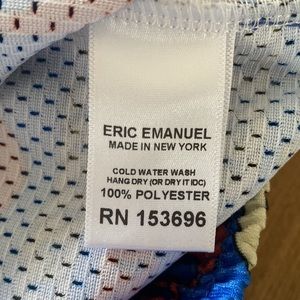 ERIC EMANUEL
MADE IN NEW YORK
COLD WATER WASH
HANG DRY (OR DRY IT IDC)
100% POLYESTER
RN 153696